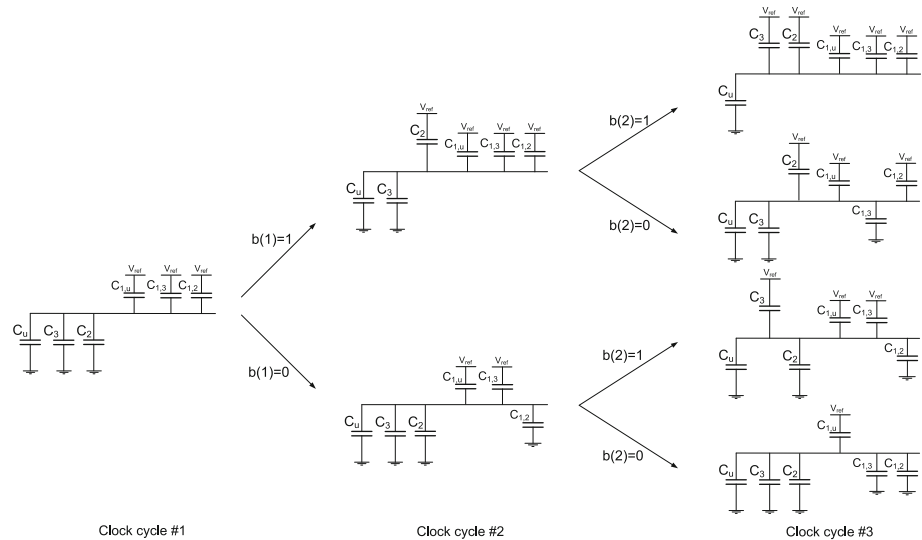 V_ref V_ref V_ref V_ref V_ref
C_3 C_2 C_1,u C_1,3 C_1,2
C_u
b(2)=1
V_ref V_ref V_ref V_ref
C_2 C_1,u C_1,3 C_1,2
C_u C_3
b(2)=0
V_ref V_ref V_ref
C_2 C_1,u C_1,2
C_u C_3 C_1,3
b(1)=1
V_ref V_ref V_ref
C_1,u C_1,3 C_1,2
C_u C_3 C_2
b(1)=0
V_ref V_ref V_ref
C_3 C_1,u C_1,3
C_u C_2 C_1,2
b(2)=1
V_ref V_ref
C_1,u C_1,3
C_u C_3 C_2 C_1,2
b(2)=0
V_ref
C_1,u
C_u C_3 C_2 C_1,3 C_1,2
Clock cycle #1 Clock cycle #2 Clock cycle #3